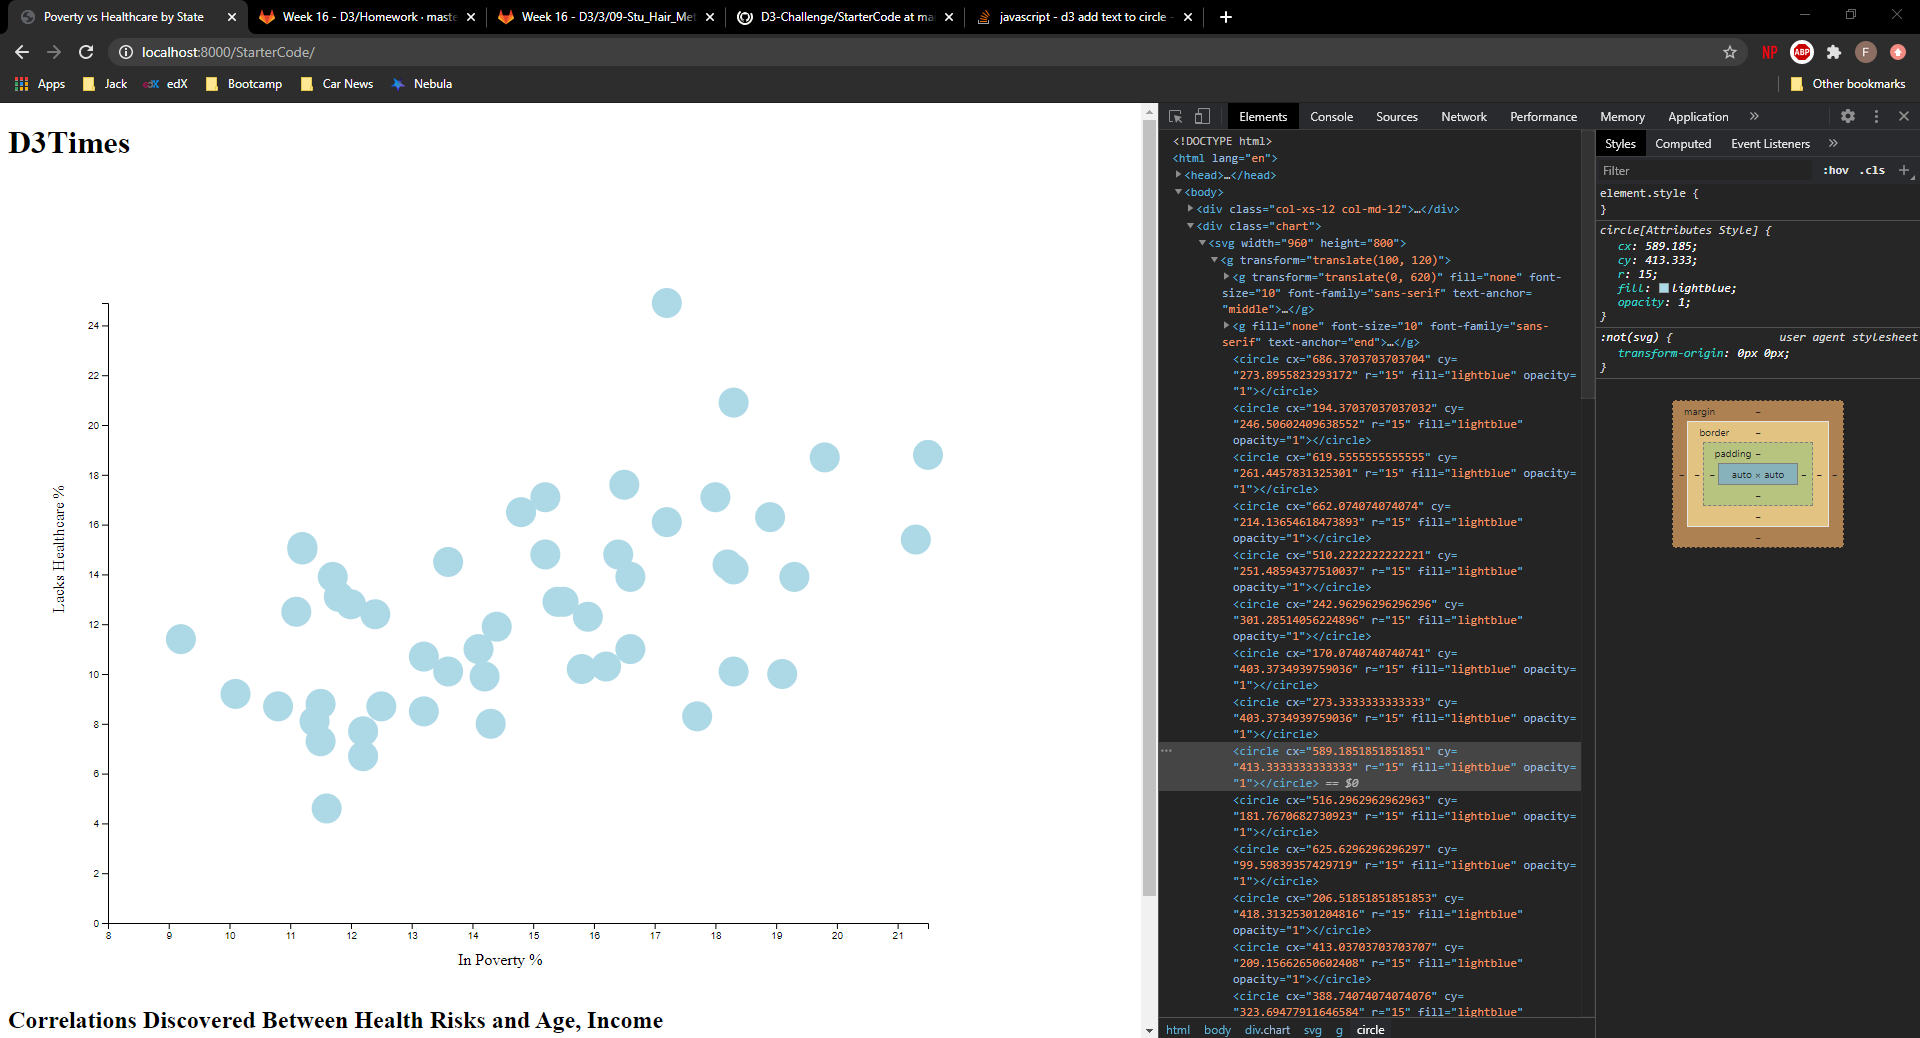 Poverty vs Healthcare by State
Week 16 - D3/Homework · maste
Week 16 - D3/3/09-Stu_Hair_Met
D3-Challenge/StarterCode at ma
javascript - d3 add text to circle -
localhost:8000/StarterCode/
NP
ABP
F
Apps
Jack
edX
edX
Bootcamp
Car News
Nebula
Other bookmarks
D3Times
24
22
20
18
16
14
12
10
8
6
4
2
0
Lacks Healthcare %
8 9 10 11 12 13 14 15 16 17 18 19 20 21
In Poverty %
Correlations Discovered Between Health Risks and Age, Income
Elements Console Sources Network Performance Memory Application »
<!DOCTYPE html>
<html lang="en">
<head>…</head>
<body>
<div class="col-xs-12 col-md-12">…</div>
<div class="chart">
<svg width="960" height="800">
<g transform="translate(100, 120)">
<g transform="translate(0, 620)" fill="none" font-
size="10" font-family="sans-serif" text-anchor=
"middle">…</g>
<g fill="none" font-size="10" font-family="sans-
serif" text-anchor="end">…</g>
<circle cx="686.3703703703704" cy=
"273.8955823293172" r="15" fill="lightblue" opacity=
"1"></circle>
<circle cx="194.37037037037032" cy=
"246.50602409638552" r="15" fill="lightblue"
opacity="1"></circle>
<circle cx="619.5555555555555" cy=
"261.4457831325301" r="15" fill="lightblue" opacity=
"1"></circle>
<circle cx="662.074074074074" cy=
"214.13654618473893" r="15" fill="lightblue"
opacity="1"></circle>
<circle cx="510.2222222222221" cy=
"251.48594377510037" r="15" fill="lightblue"
opacity="1"></circle>
<circle cx="242.96296296296296" cy=
"301.28514056224896" r="15" fill="lightblue"
opacity="1"></circle>
<circle cx="170.0740740740741" cy=
"403.3734939759036" r="15" fill="lightblue" opacity=
"1"></circle>
<circle cx="273.3333333333333" cy=
"403.3734939759036" r="15" fill="lightblue" opacity=
"1"></circle>
<circle cx="589.1851851851851" cy=
"413.3333333333333" r="15" fill="lightblue" opacity=
"1"></circle> == $0
<circle cx="516.2962962962963" cy=
"181.7670682730923" r="15" fill="lightblue" opacity=
"1"></circle>
<circle cx="625.6296296296297" cy=
"99.59839357429719" r="15" fill="lightblue" opacity=
"1"></circle>
<circle cx="206.51851851851853" cy=
"418.31325301204816" r="15" fill="lightblue"
opacity="1"></circle>
<circle cx="413.03703703703707" cy=
"209.15662650602408" r="15" fill="lightblue"
opacity="1"></circle>
<circle cx="388.74074074074076" cy=
"323.69477911646584" r="15" fill="lightblue"
html body div.chart svg g circle
Styles Computed Event Listeners »
Filter
:hov .cls +
element.style {
}
circle[Attributes Style] {
cx: 589.185;
cy: 413.333;
r: 15;
fill: lightblue;
opacity: 1;
}
:not(svg) { user agent stylesheet
transform-origin: 0px 0px;
}
margin –
border –
padding –
– – – auto × auto – – –
–
–
–